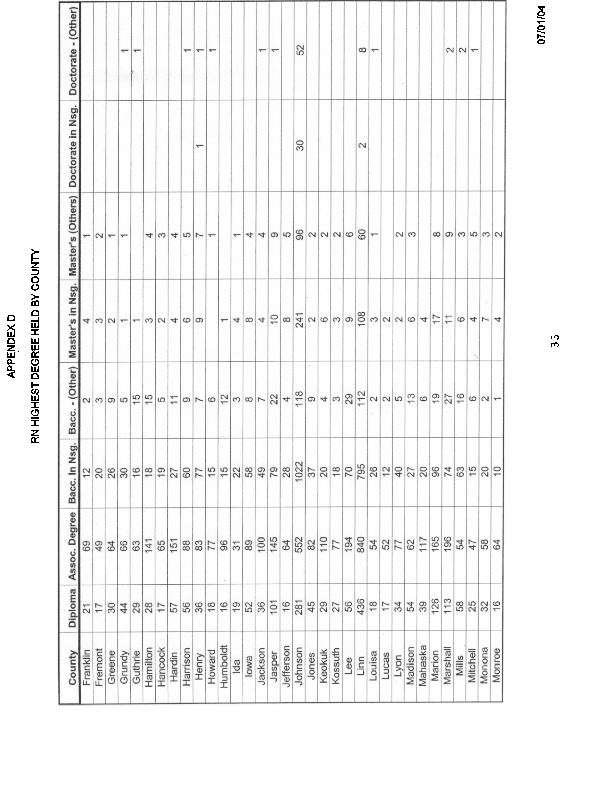 APPENDEX D
RN HIGHEST DEGREE HELD BY COUNTY
County Diploma Assoc. Degree Bacc. In Nsg. Bacc. - (Other) Master's in Nsg. Master's (Others) Doctorate in Nsg. Doctorate - (Other)
Franklin 21 69 12 2 4 1
Fremont 17 49 20 3 3 2
Greene 30 64 26 9 2 1
Grundy 44 66 30 5 1 1 1
Guthrie 29 63 16 15 1 1
Hamilton 28 141 18 15 3 4
Hancock 17 65 19 5 2 3
Hardin 57 151 27 11 4 4
Harrison 56 88 60 9 6 5 1
Henry 36 83 77 7 9 7 1 1
Howard 18 77 15 6 1 1
Humboldt 16 96 15 12 1
Ida 19 31 22 3 4 1
Iowa 52 89 58 8 8 4
Jackson 36 100 49 7 4 4 1
Jasper 101 145 79 22 10 9 1
Jefferson 16 64 28 4 8 5
Johnson 281 552 1022 118 241 96 30 52
Jones 45 82 37 9 2 2
Keokuk 29 110 20 4 6 2
Kossuth 27 77 18 3 3 2
Lee 56 194 70 29 9 6
Linn 436 840 795 112 108 60 2 8
Louisa 18 54 26 2 3 1 1
Lucas 17 52 12 2 2
Lyon 34 77 40 5 2 2
Madison 54 62 27 13 6 3
Mahaska 39 117 20 6 4
Marion 126 165 96 19 17 8
Marshall 113 196 74 27 11 9 2
Mills 58 54 63 16 6 3 2
Mitchell 25 47 15 6 4 5 1
Monona 32 58 20 2 7 3
Monroe 16 64 10 1 4 2
07/01/04